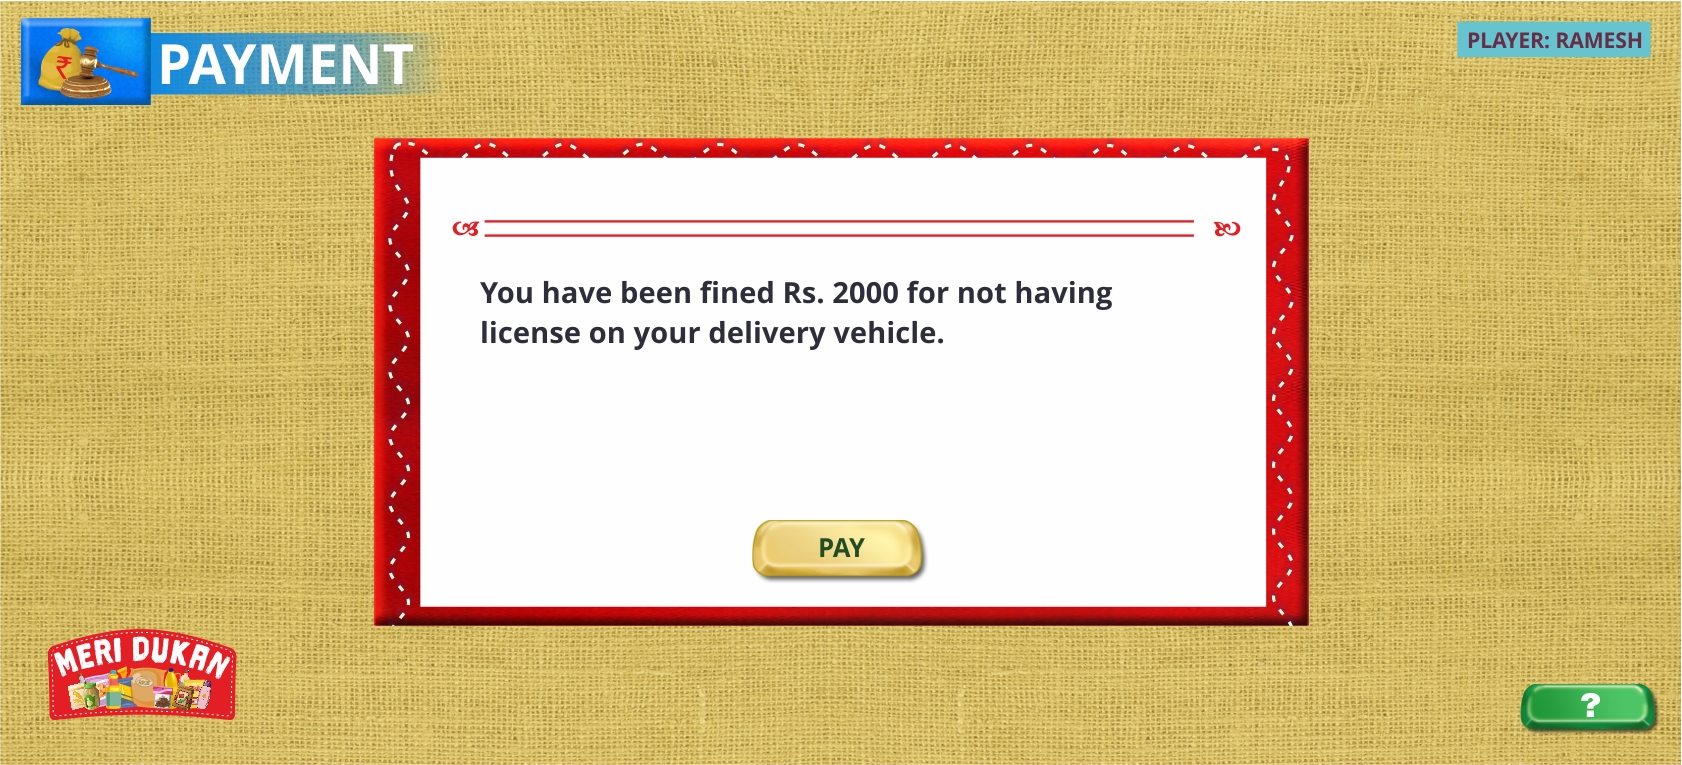 PAYMENT
PLAYER: RAMESH
You have been fined Rs. 2000 for not having
license on your delivery vehicle.
PAY
MERI DUKAN
?